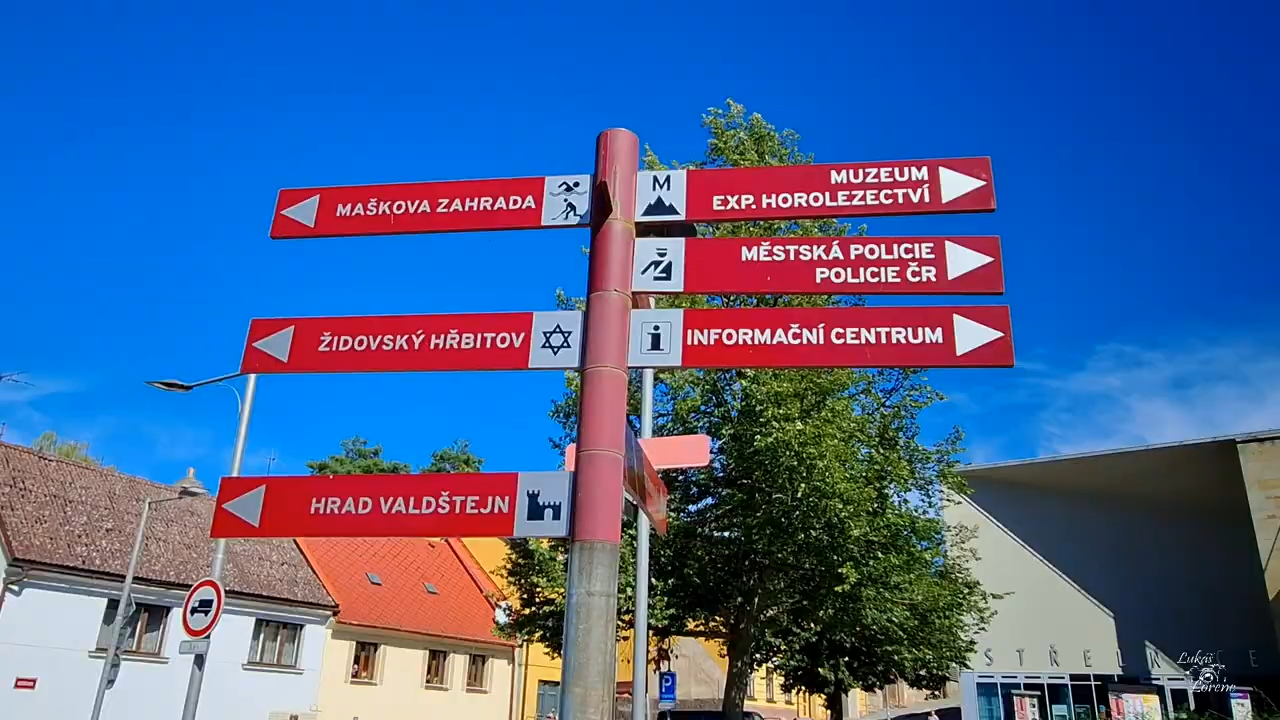 MAŠKOVA ZAHRADA
M
MUZEUM
EXP. HOROLEZECTVÍ
MĚSTSKÁ POLICIE
POLICIE ČR
ŽIDOVSKÝ HŘBITOV
i
INFORMAČNÍ CENTRUM
HRAD VALDŠTEJN
P
Lukáš
Lorenc